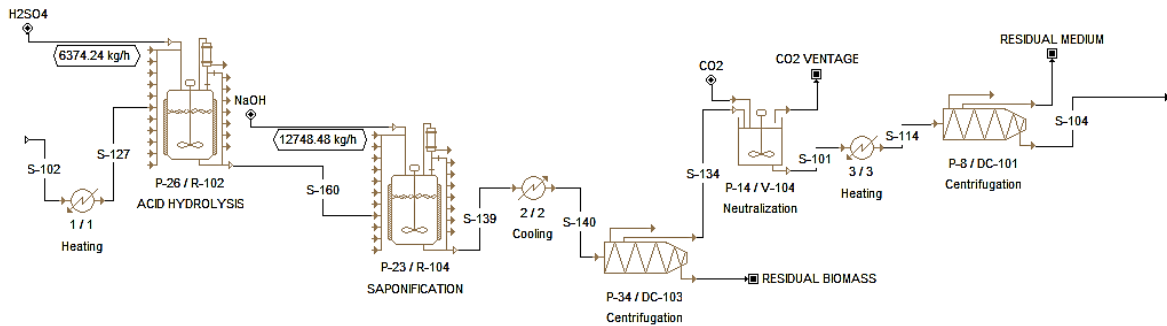 H2SO4
6374.24 kg/h
S-102
S-127
1 / 1
Heating
P-26 / R-102
ACID HYDROLYSIS
S-160
NaOH
12748.48 kg/h
P-23 / R-104
SAPONIFICATION
S-139
2 / 2
Cooling
S-140
P-34 / DC-103
Centrifugation
RESIDUAL BIOMASS
S-134
CO2
CO2 VENTAGE
P-14 / V-104
Neutralization
S-101
3 / 3
Heating
S-114
RESIDUAL MEDIUM
P-8 / DC-101
Centrifugation
S-104